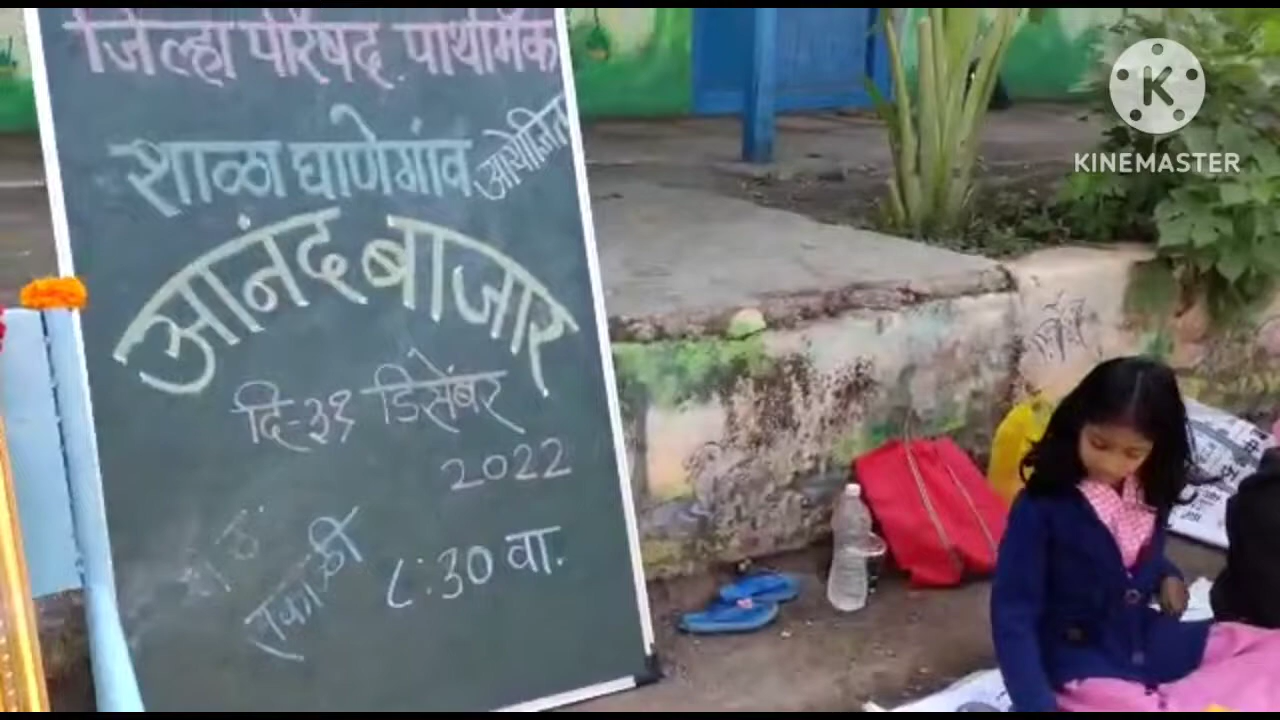 जिल्हा परिषद प्राथमिक
शाळा घाणेगांव आयोजित
आनंद बाजार
दि-३१ डिसेंबर
2022
सकाळी ८:30 वा.
KINEMASTER